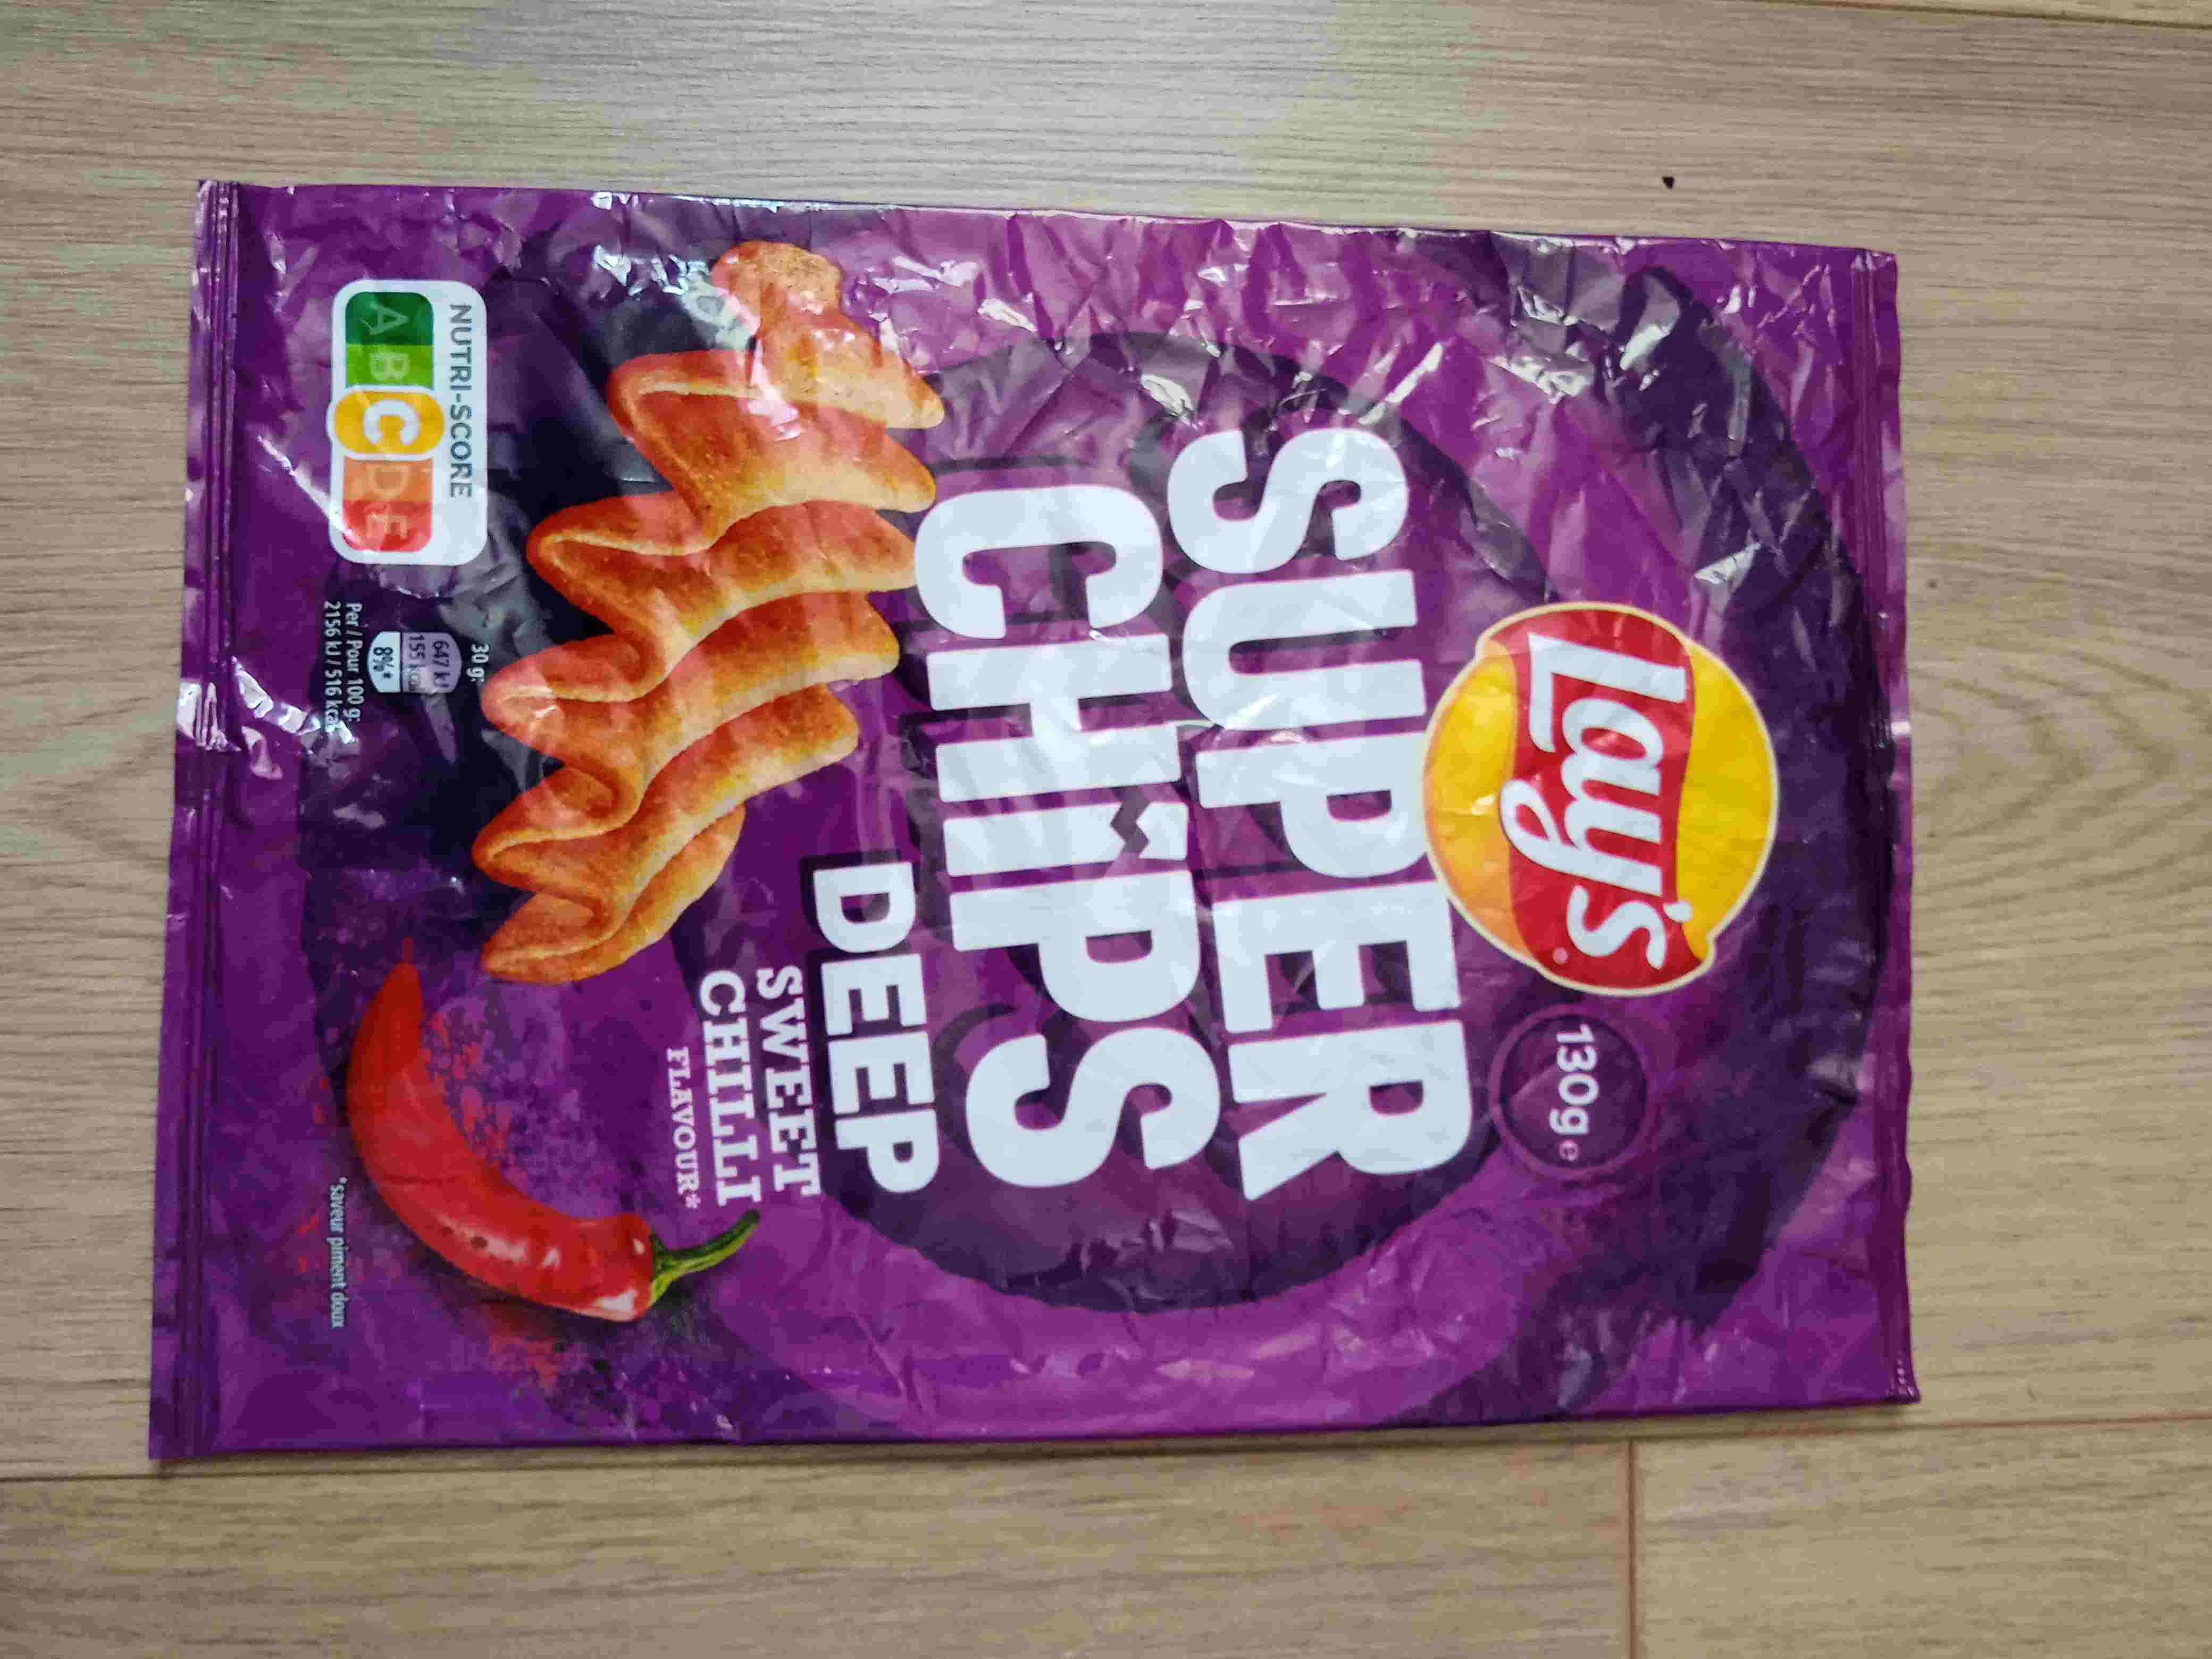 Lay's
130g e
SUPER
CHiPS
DEEP
SWEET
CHILLI
FLAVOUR*
NUTRI-SCORE
A B C D E
30 g:
647 kJ
155 kcal
8%*
Per / Pour 100 g:
2156 kJ / 516 kcal
*saveur piment doux